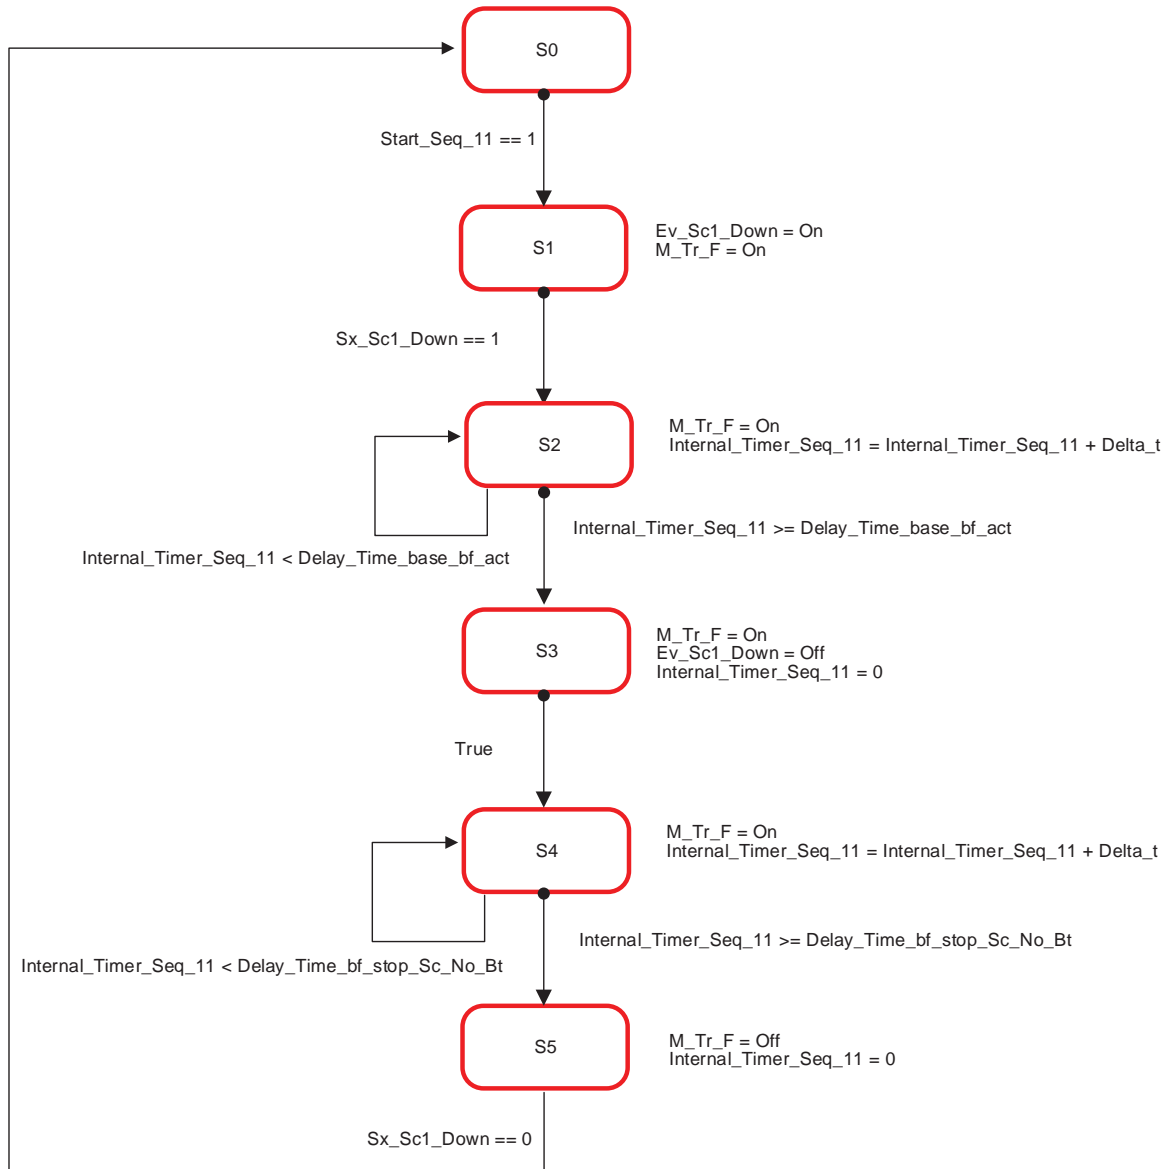 S0
Start_Seq_11 == 1
S1
Ev_Sc1_Down = On
M_Tr_F = On
Sx_Sc1_Down == 1
S2
M_Tr_F = On
Internal_Timer_Seq_11 = Internal_Timer_Seq_11 + Delta_t
Internal_Timer_Seq_11 >= Delay_Time_base_bf_act
Internal_Timer_Seq_11 < Delay_Time_base_bf_act
S3
M_Tr_F = On
Ev_Sc1_Down = Off
Internal_Timer_Seq_11 = 0
True
S4
M_Tr_F = On
Internal_Timer_Seq_11 = Internal_Timer_Seq_11 + Delta_t
Internal_Timer_Seq_11 >= Delay_Time_bf_stop_Sc_No_Bt
Internal_Timer_Seq_11 < Delay_Time_bf_stop_Sc_No_Bt
S5
M_Tr_F = Off
Internal_Timer_Seq_11 = 0
Sx_Sc1_Down == 0